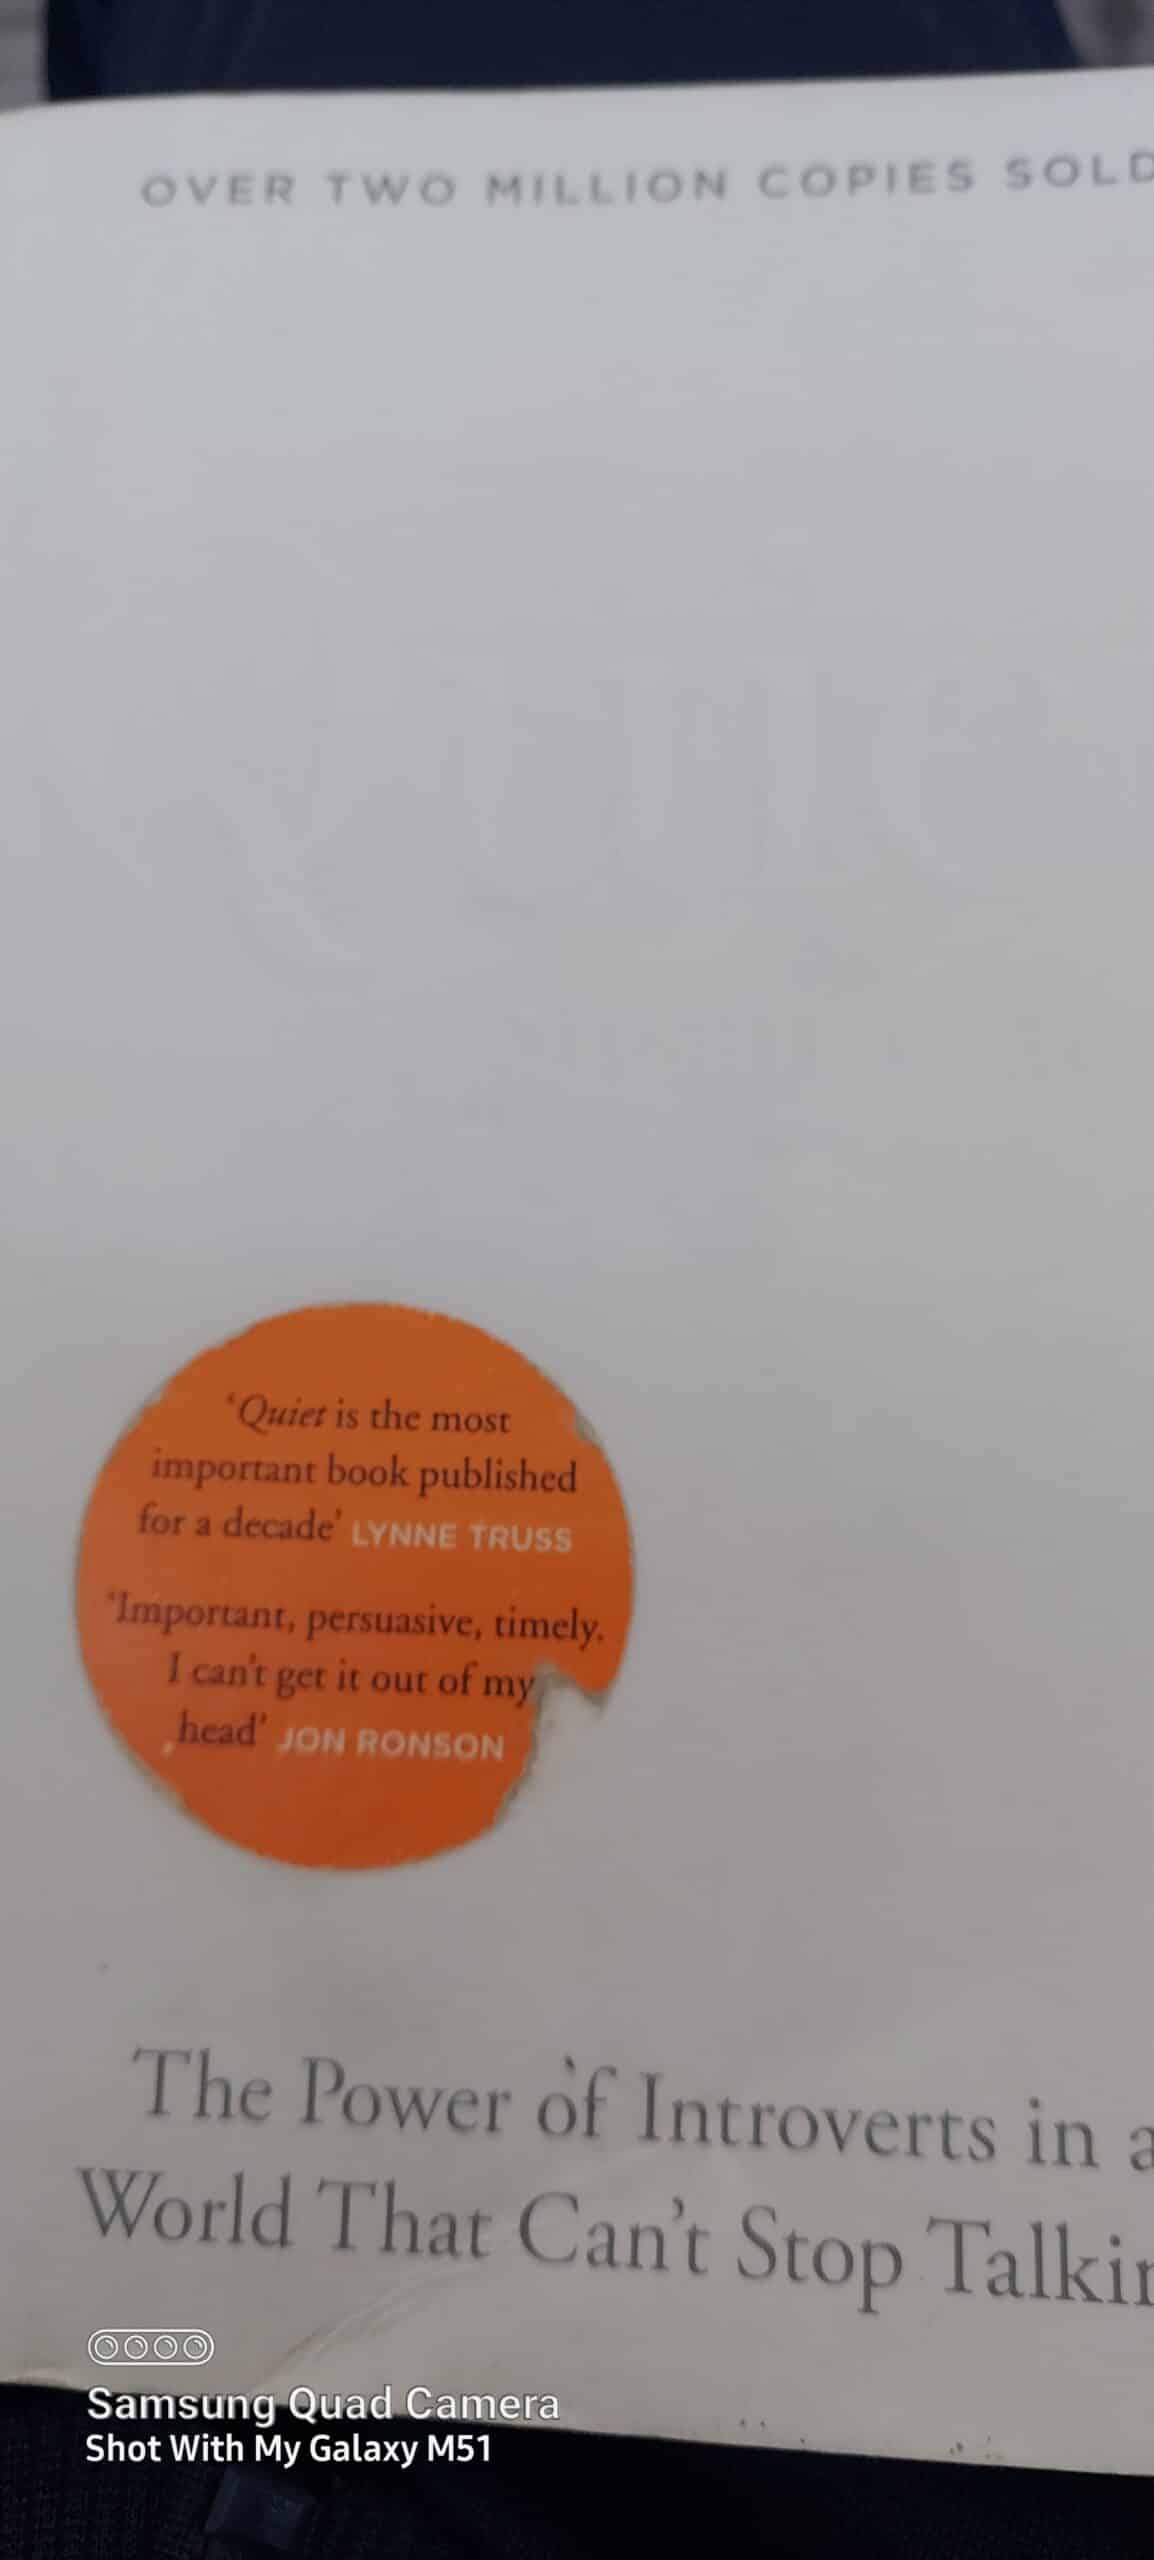 OVER TWO MILLION COPIES SOLD
Quie
Susan
‘Quiet is the most
important book published
for a decade’ LYNNE TRUSS
‘Important, persuasive, timely.
I can’t get it out of my
head’ JON RONSON
The Power of Introverts in a
World That Can’t Stop Talkin
Samsung Quad Camera
Shot With My Galaxy M51